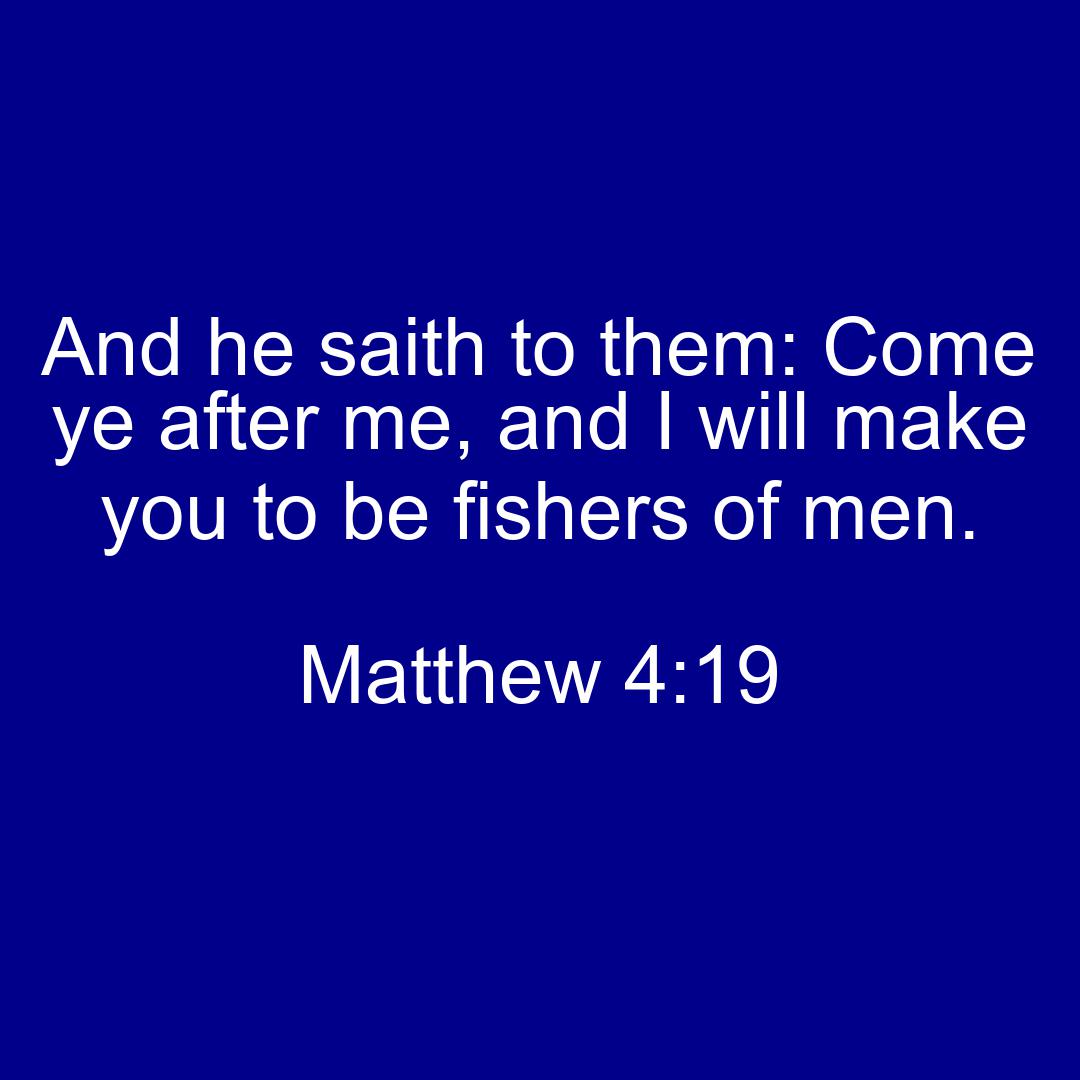 And he saith to them: Come
ye after me, and I will make
you to be fishers of men.
Matthew 4:19